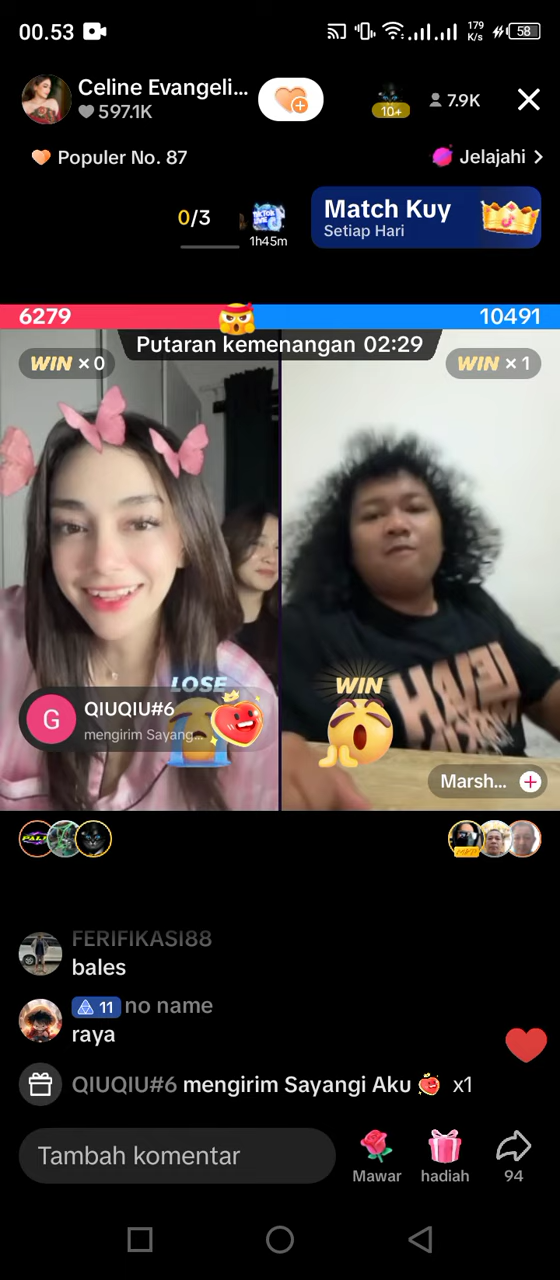 00.53
179
K/s
58
Celine Evangeli...
597.1K
10+
7.9K
Populer No. 87
Jelajahi >
0/3
1h45m
Match Kuy
Setiap Hari
6279
10491
Putaran kemenangan 02:29
WIN × 0
WIN × 1
LOSE
WIN
G
QIUQIU#6
mengirim Sayang...
Marsh...
FERIFIKASI88
bales
11 no name
raya
QIUQIU#6 mengirim Sayangi Aku x1
Tambah komentar
Mawar
hadiah
94